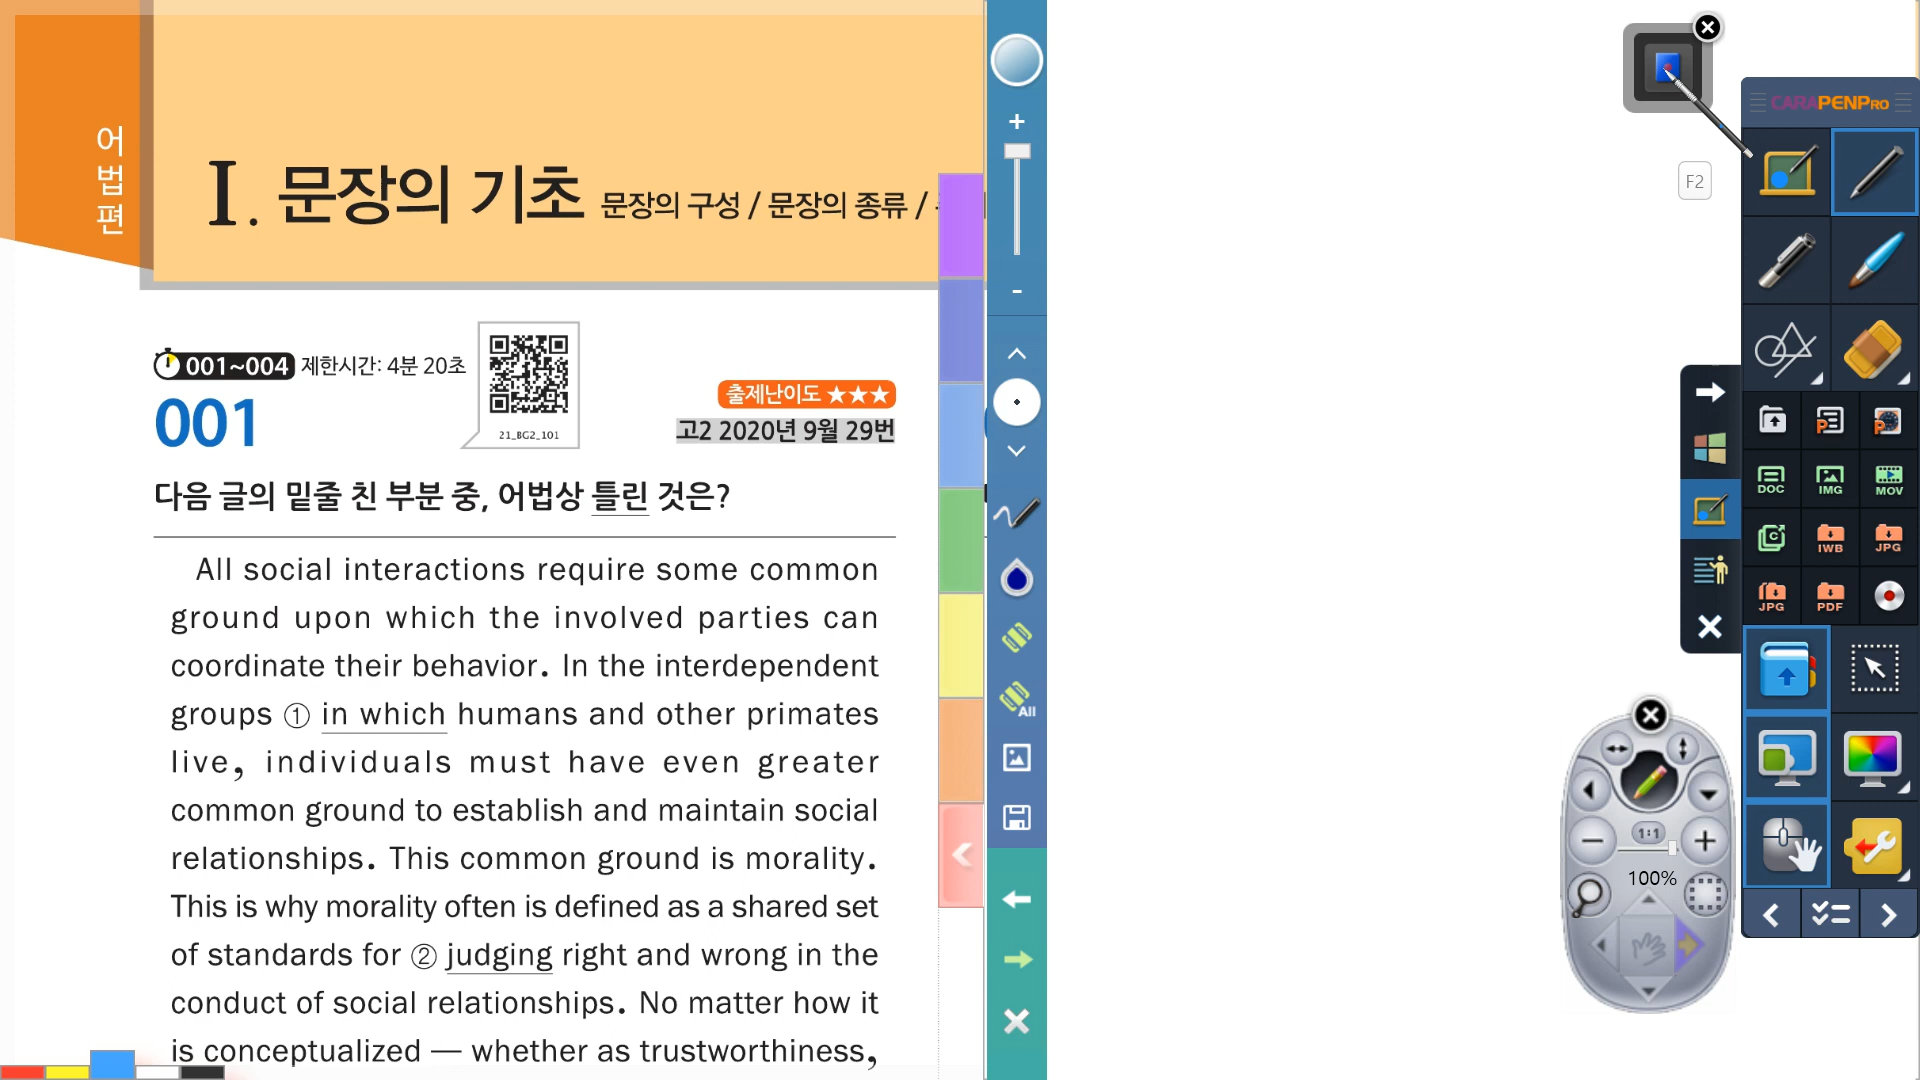 어법편
I. 문장의 기초 문장의 구성 / 문장의 종류 /
001~004 제한시간: 4분 20초
21_BG2_101
출제난이도 ★★★
001
고2 2020년 9월 29번
다음 글의 밑줄 친 부분 중, 어법상 틀린 것은?
All social interactions require some common
ground upon which the involved parties can
coordinate their behavior. In the interdependent
groups ① in which humans and other primates
live, individuals must have even greater
common ground to establish and maintain social
relationships. This common ground is morality.
This is why morality often is defined as a shared set
of standards for ② judging right and wrong in the
conduct of social relationships. No matter how it
is conceptualized — whether as trustworthiness,
+
-
All
F2
CARAPENPRO
DOC
IMG
MOV
IWB
JPG
JPG
PDF
1:1
100%